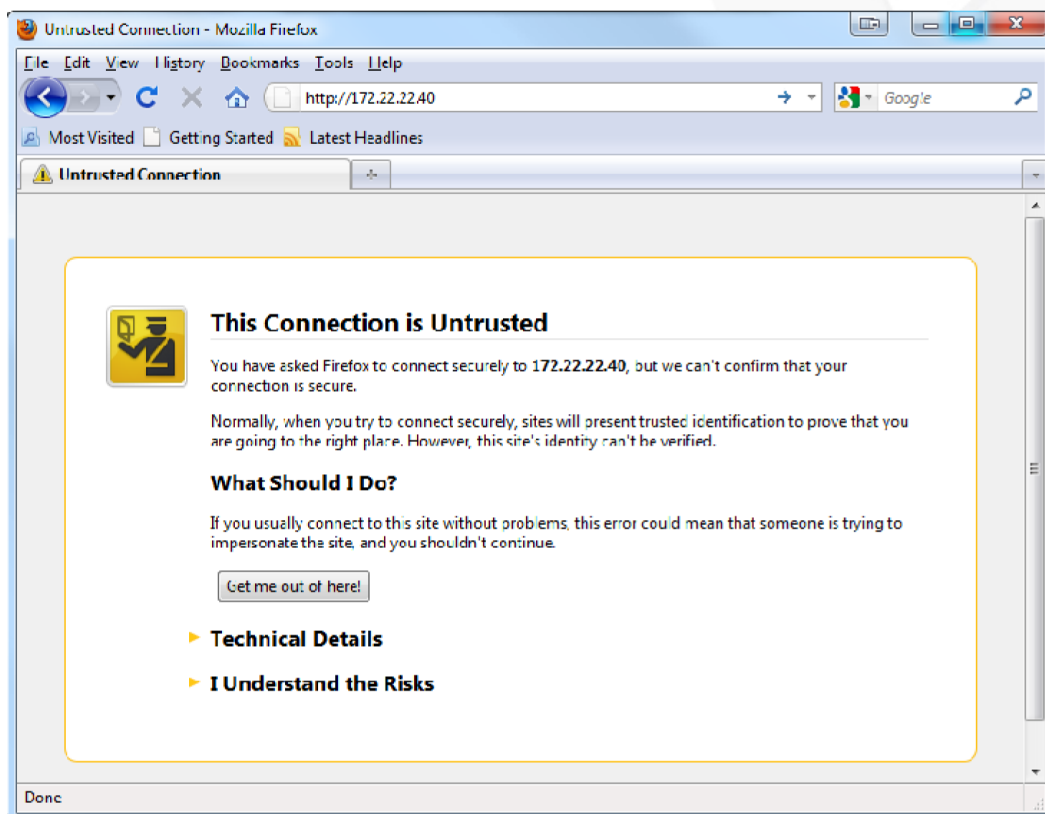 Untrusted Connection - Mozilla Firefox
File Edit View History Bookmarks Tools Help
http://172.22.22.40
Google
Most Visited Getting Started Latest Headlines
Untrusted Connection
This Connection is Untrusted
You have asked Firefox to connect securely to 172.22.22.40, but we can't confirm that your
connection is secure.
Normally, when you try to connect securely, sites will present trusted identification to prove that you
are going to the right place. However, this site's identity can't be verified.
What Should I Do?
If you usually connect to this site without problems, this error could mean that someone is trying to
impersonate the site, and you shouldn't continue.
Get me out of here!
Technical Details
I Understand the Risks
Done